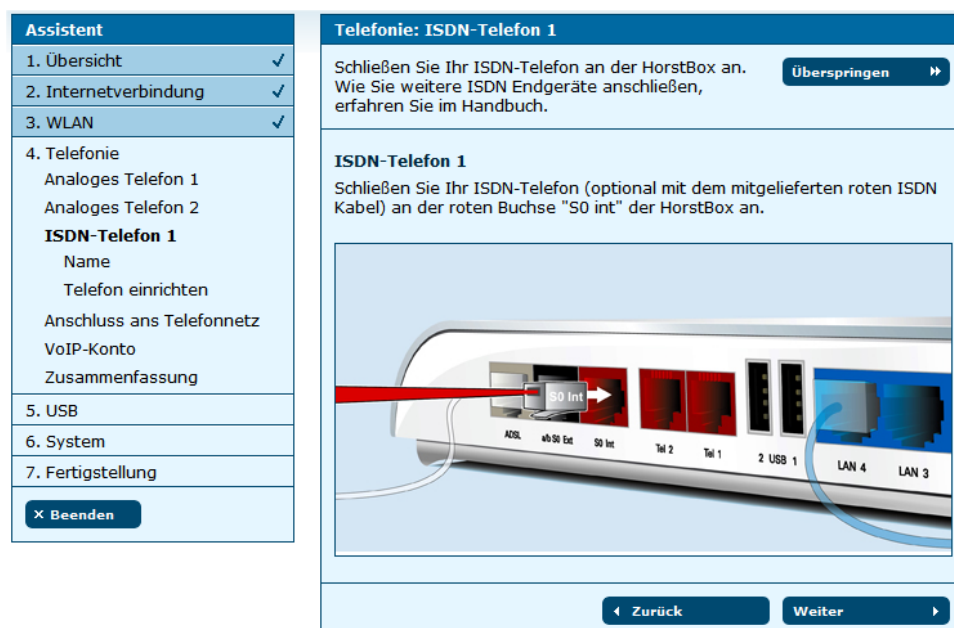 Assistent
1. Übersicht
2. Internetverbindung
3. WLAN
4. Telefonie
Analoges Telefon 1
Analoges Telefon 2
ISDN-Telefon 1
Name
Telefon einrichten
Anschluss ans Telefonnetz
VoIP-Konto
Zusammenfassung
5. USB
6. System
7. Fertigstellung
× Beenden
Telefonie: ISDN-Telefon 1
Schließen Sie Ihr ISDN-Telefon an der HorstBox an.
Wie Sie weitere ISDN Endgeräte anschließen,
erfahren Sie im Handbuch.
Überspringen
ISDN-Telefon 1
Schließen Sie Ihr ISDN-Telefon (optional mit dem mitgelieferten roten ISDN
Kabel) an der roten Buchse "S0 int" der HorstBox an.
S0 Int
ADSL a/b S0 Ext S0 Int Tel 2 Tel 1 2 USB 1 LAN 4 LAN 3
Zurück
Weiter